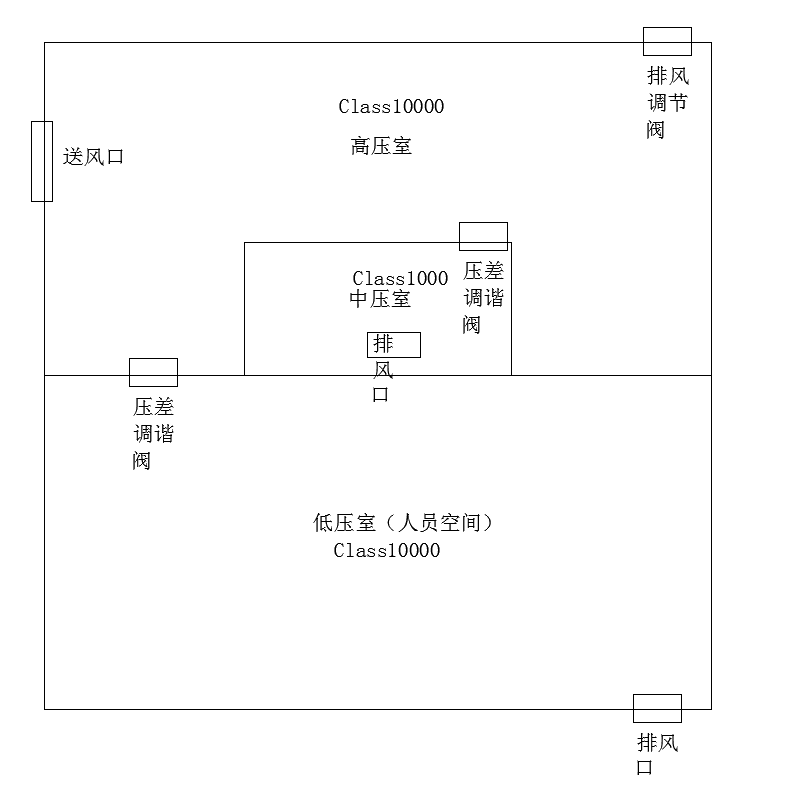 排风
调节
阀
Class10000
高压室
送风口
Class1000
中压室
压差
调谐
阀
排
风
口
压差
调谐
阀
低压室（人员空间）
Class10000
排风
口